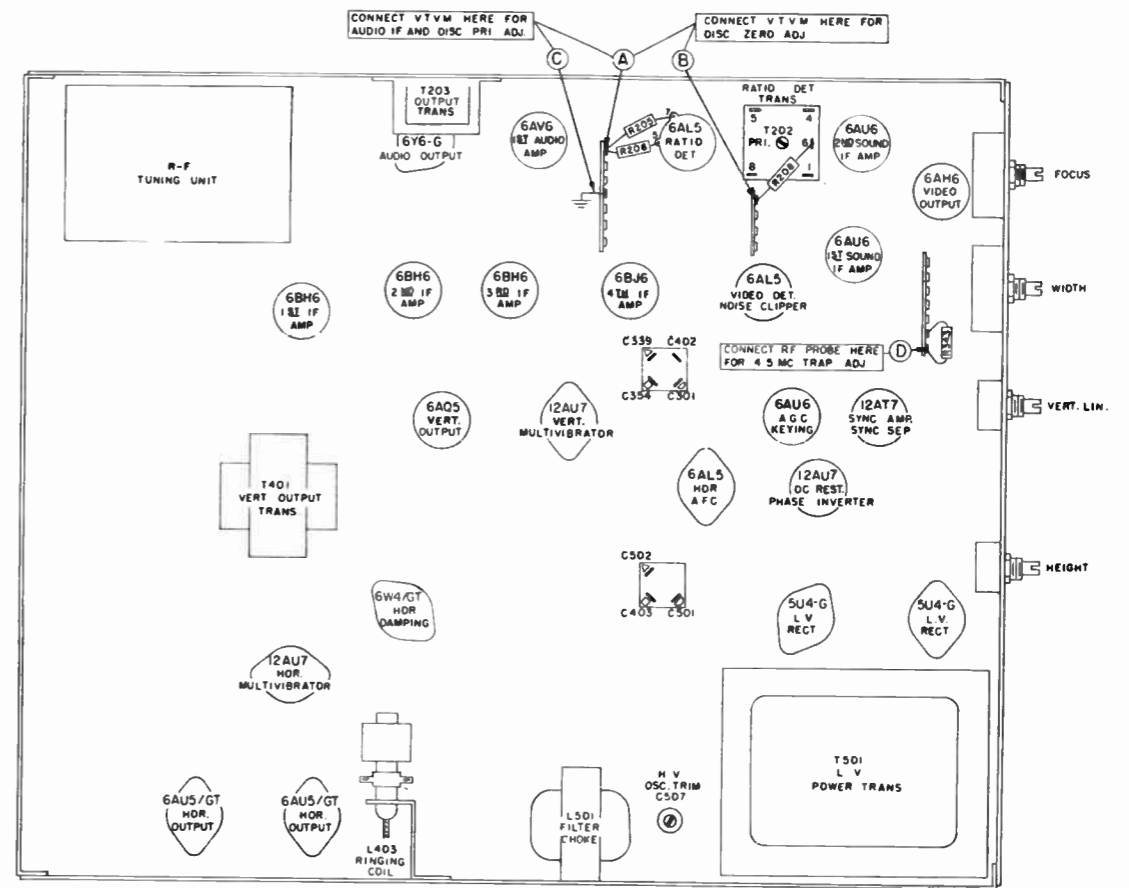 CONNECT VTVM HERE FOR
AUDIO IF AND DISC PRI ADJ.
CONNECT VTVM HERE FOR
DISC ZERO ADJ
C
A
B
T203
OUTPUT
TRANS
6Y6-G
AUDIO OUTPUT
R-F
TUNING UNIT
6AV6
1ST AUDIO
AMP
R205
R206
7
6AL5
RATIO
DET
RATIO DET
TRANS
5
4
T202
PRI.
6
8
1
R208
6AU6
2ND SOUND
IF AMP
6AH6
VIDEO
OUTPUT
FOCUS
6AU6
1ST SOUND
IF AMP
6BH6
1ST IF
AMP
6BH6
2ND IF
AMP
6BH6
3RD IF
AMP
6BJ6
4TH IF
AMP
6AL5
VIDEO DET.
NOISE CLIPPER
WIDTH
CONNECT RF PROBE HERE
FOR 4.5 MC TRAP ADJ
D
R343
C339
C402
C354
C301
6AQ5
VERT.
OUTPUT
12AU7
VERT.
MULTIVIBRATOR
6AU6
AGC
KEYING
12AT7
SYNC AMP.
SYNC SEP
VERT. LIN.
T401
VERT OUTPUT
TRANS
6AL5
HOR
AFC
12AU7
DC REST.
PHASE INVERTER
C502
C403
C501
HEIGHT
6W4/GT
HOR
DAMPING
5U4-G
L V
RECT
5U4-G
L.V.
RECT
12AU7
HOR.
MULTIVIBRATOR
6AU5/GT
HOR.
OUTPUT
6AU5/GT
HOR.
OUTPUT
L403
RINGING
COIL
L501
FILTER
CHOKE
H V
OSC. TRIM
C507
T501
L V
POWER TRANS